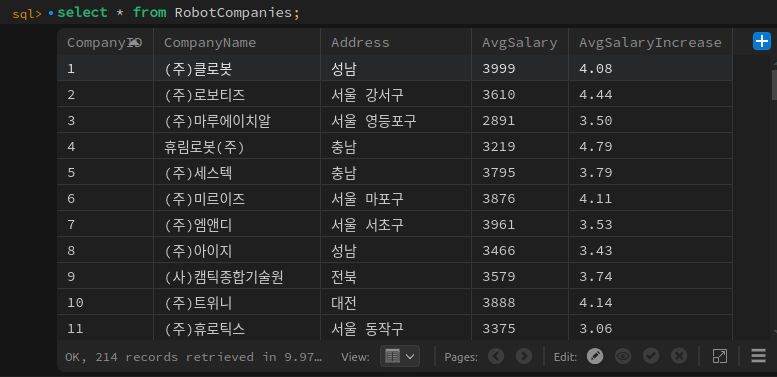 sql> select * from RobotCompanies;
CompanyID CompanyName Address AvgSalary AvgSalaryIncrease
1 (주)클로봇 성남 3999 4.08
2 (주)로보티즈 서울 강서구 3610 4.44
3 (주)마루에이치알 서울 영등포구 2891 3.50
4 휴림로봇(주) 충남 3219 4.79
5 (주)세스텍 충남 3795 3.79
6 (주)미르이즈 서울 마포구 3876 4.11
7 (주)엠앤디 서울 서초구 3961 3.53
8 (주)아이지 성남 3466 3.43
9 (사)캠틱종합기술원 전북 3579 3.74
10 (주)트위니 대전 3888 4.14
11 (주)휴로틱스 서울 동작구 3375 3.06
OK, 214 records retrieved in 9.97… View: Pages: Edit: